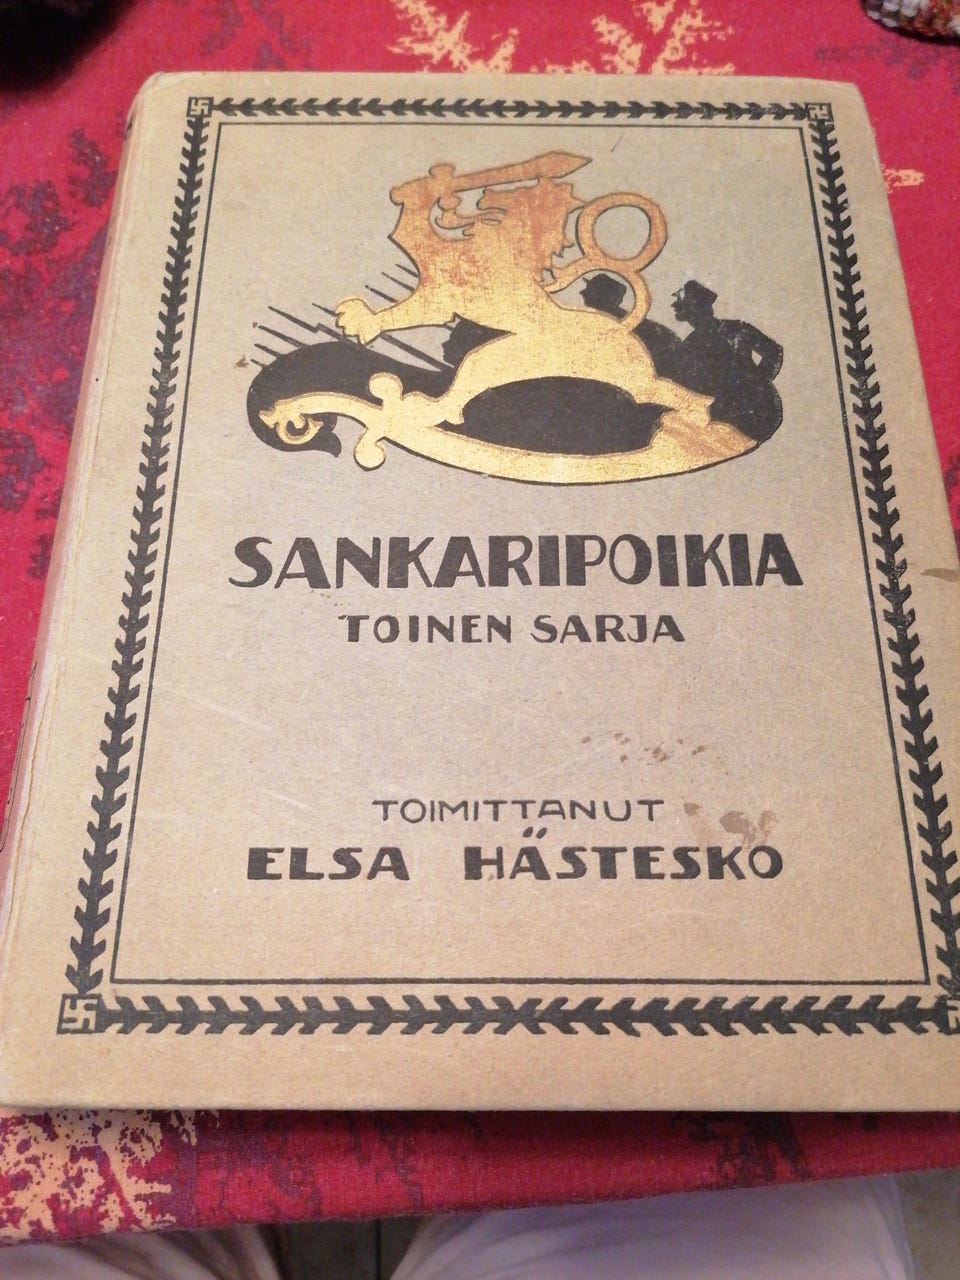 SANKARIPOIKIA
TOINEN SARJA
TOIMITTANUT
ELSA HÄSTESKO